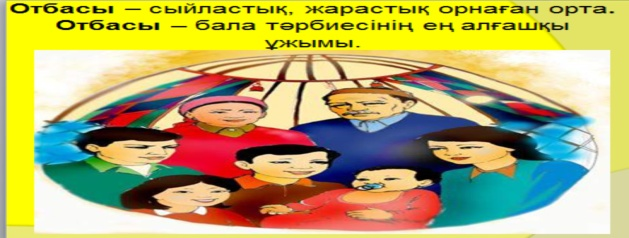 Отбасы – сыйластық, жарастық орнаған орта.
Отбасы – бала тәрбиесінің ең алғашқы
ұжымы.